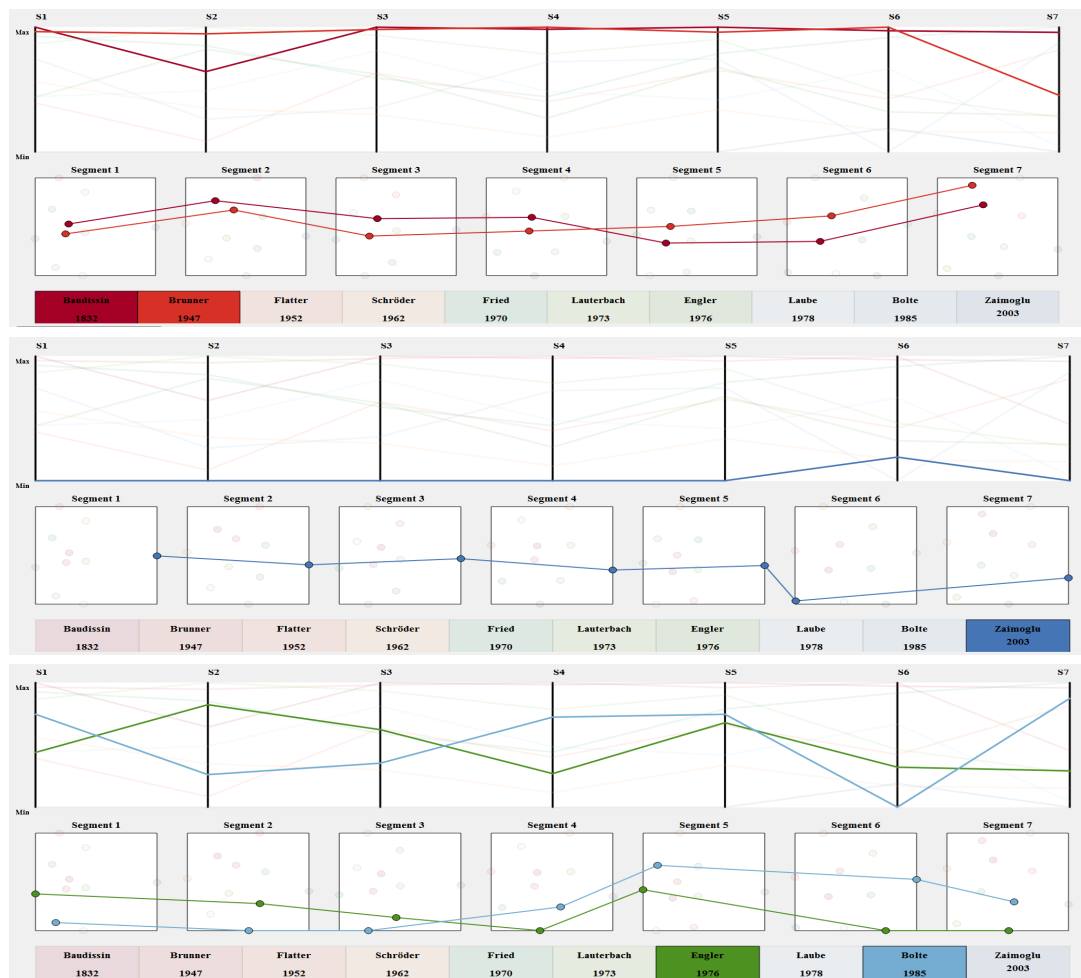 S1 S2 S3 S4 S5 S6 S7
Max
Min
Segment 1 Segment 2 Segment 3 Segment 4 Segment 5 Segment 6 Segment 7
Baudissin Brunner Flatter Schröder Fried Lauterbach Engler Laube Bolte Zaimoglu
1832 1947 1952 1962 1970 1973 1976 1978 1985 2003
S1 S2 S3 S4 S5 S6 S7
Max
Min
Segment 1 Segment 2 Segment 3 Segment 4 Segment 5 Segment 6 Segment 7
Baudissin Brunner Flatter Schröder Fried Lauterbach Engler Laube Bolte Zaimoglu
1832 1947 1952 1962 1970 1973 1976 1978 1985 2003
S1 S2 S3 S4 S5 S6 S7
Max
Min
Segment 1 Segment 2 Segment 3 Segment 4 Segment 5 Segment 6 Segment 7
Baudissin Brunner Flatter Schröder Fried Lauterbach Engler Laube Bolte Zaimoglu
1832 1947 1952 1962 1970 1973 1976 1978 1985 2003